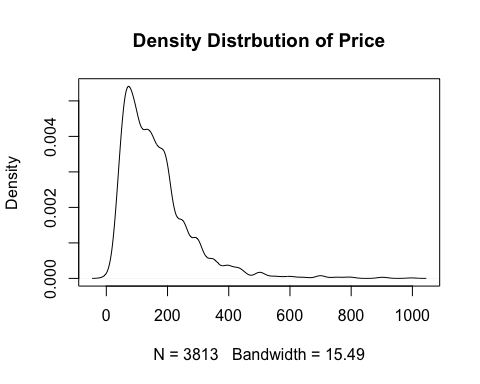 Density Distrbution of Price
Density
0.004
0.002
0.000
0 200 400 600 800 1000
N = 3813 Bandwidth = 15.49